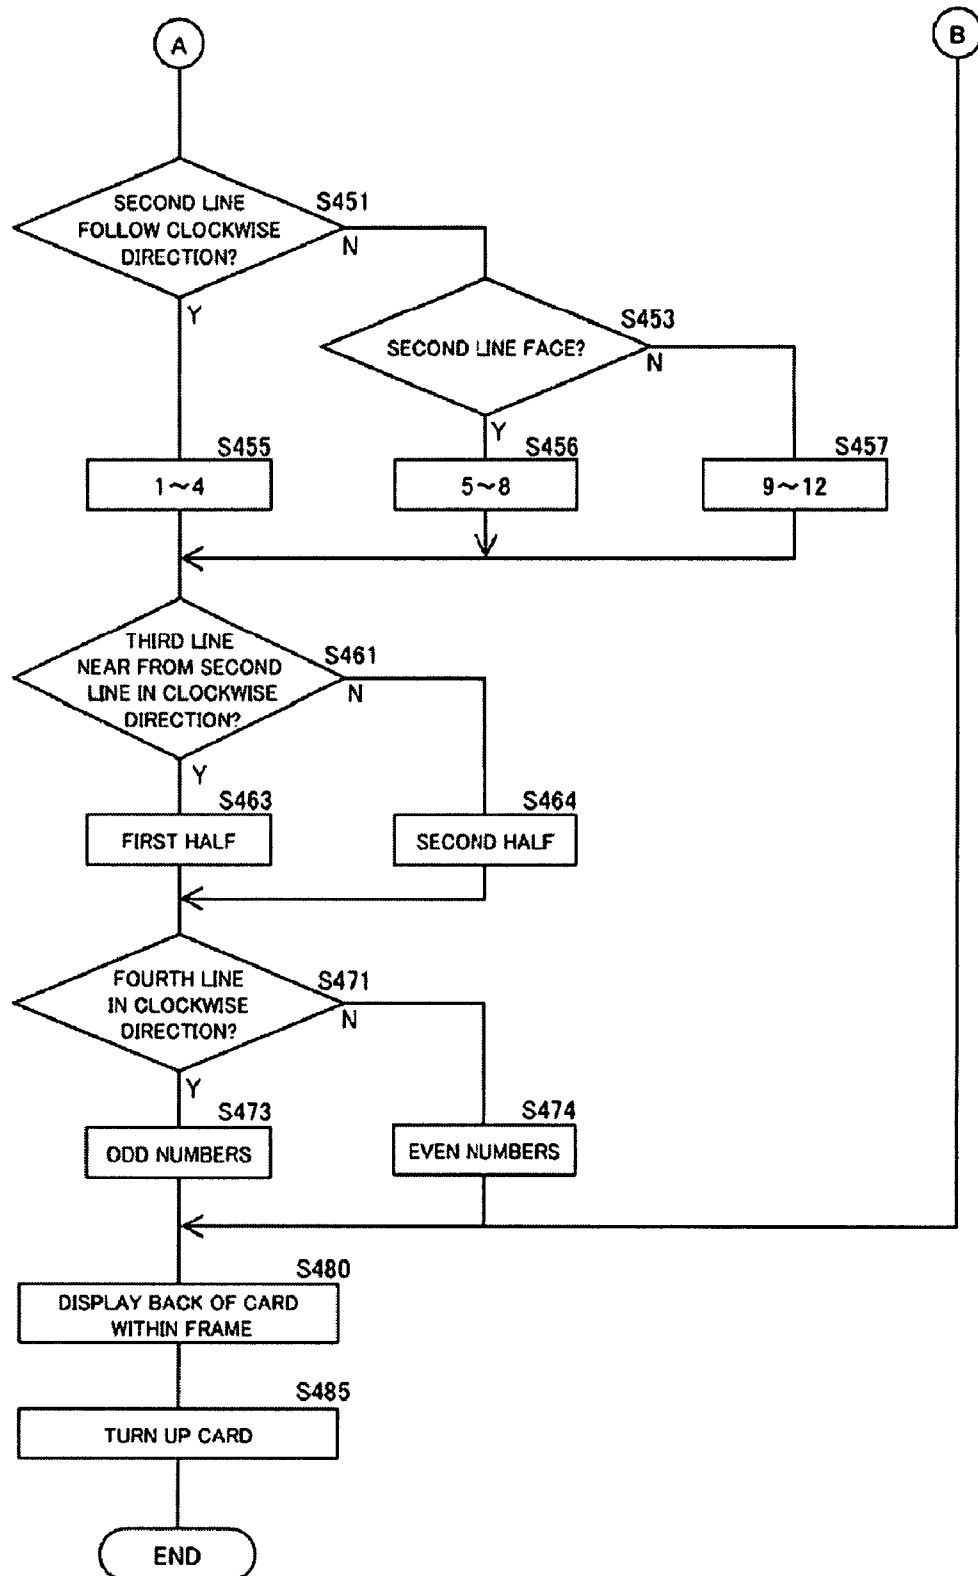 A
B
SECOND LINE
FOLLOW CLOCKWISE
DIRECTION?
S451
N
Y
SECOND LINE FACE?
S453
N
Y
S455
1~4
S456
5~8
S457
9~12
THIRD LINE
NEAR FROM SECOND
LINE IN CLOCKWISE
DIRECTION?
S461
N
Y
S463
FIRST HALF
S464
SECOND HALF
FOURTH LINE
IN CLOCKWISE
DIRECTION?
S471
N
Y
S473
ODD NUMBERS
S474
EVEN NUMBERS
S480
DISPLAY BACK OF CARD
WITHIN FRAME
S485
TURN UP CARD
END